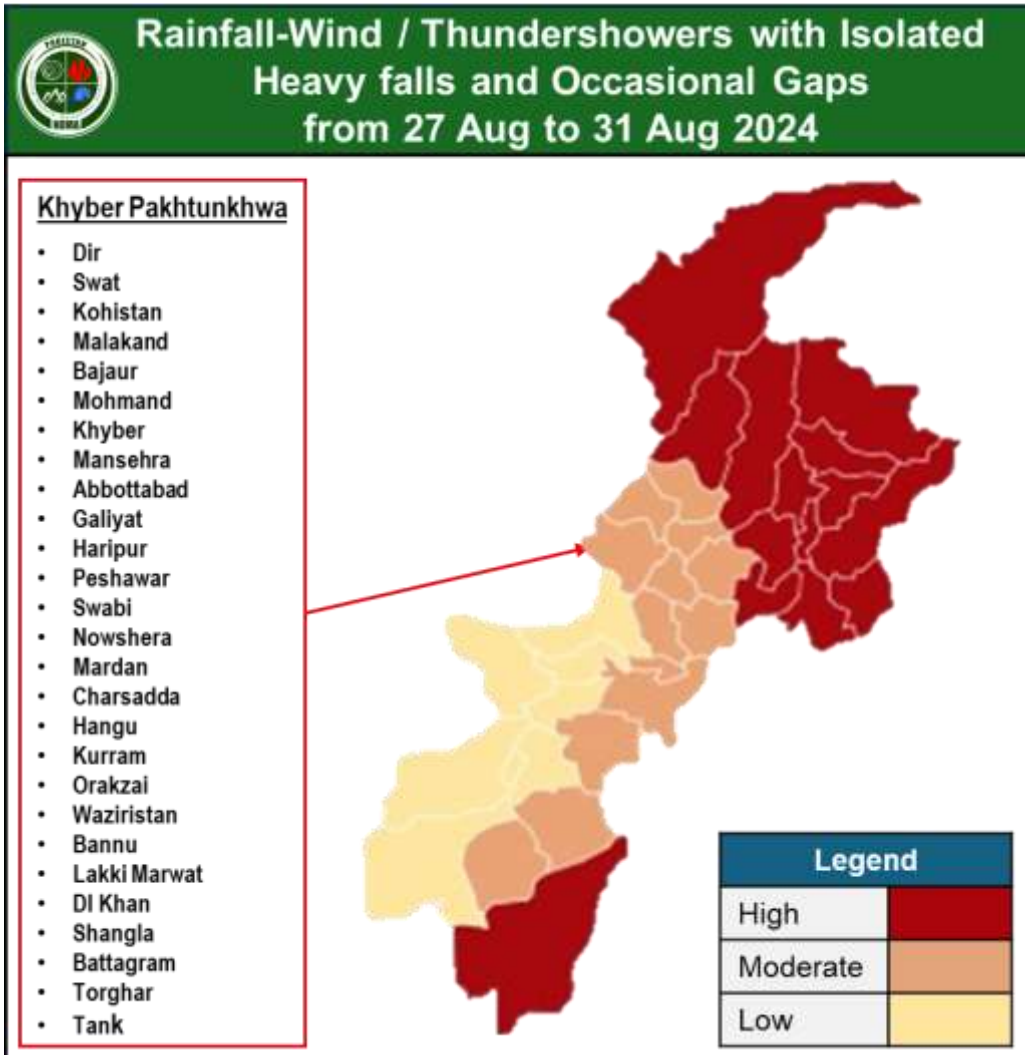 Rainfall-Wind / Thundershowers with Isolated
Heavy falls and Occasional Gaps
from 27 Aug to 31 Aug 2024
PAKISTAN
NDMA
Khyber Pakhtunkhwa
• Dir
• Swat
• Kohistan
• Malakand
• Bajaur
• Mohmand
• Khyber
• Mansehra
• Abbottabad
• Galiyat
• Haripur
• Peshawar
• Swabi
• Nowshera
• Mardan
• Charsadda
• Hangu
• Kurram
• Orakzai
• Waziristan
• Bannu
• Lakki Marwat
• DI Khan
• Shangla
• Battagram
• Torghar
• Tank
Legend
High
Moderate
Low